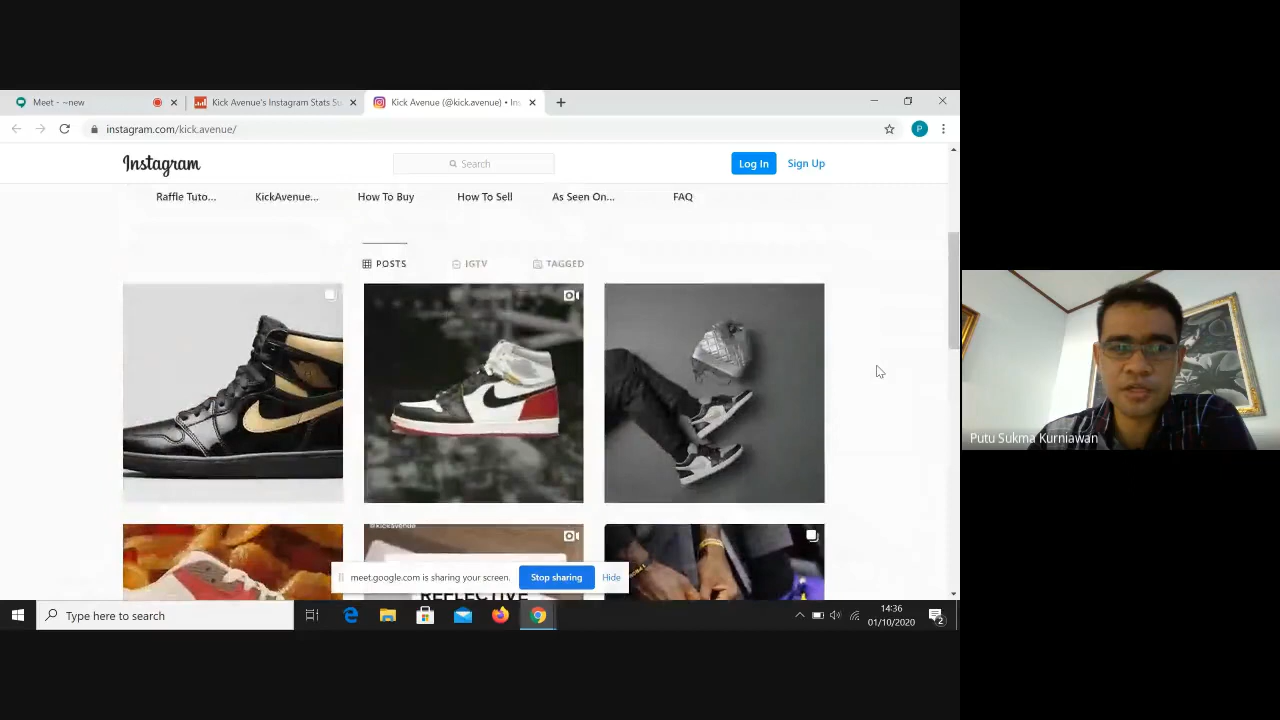 Meet - ~new
Kick Avenue's Instagram Stats Su
Kick Avenue (@kick.avenue) • In
instagram.com/kick.avenue/
P
Instagram
Search
Log In
Sign Up
Raffle Tuto...
KickAvenue...
How To Buy
How To Sell
As Seen On...
FAQ
POSTS
IGTV
TAGGED
@kickavenue
meet.google.com is sharing your screen.
Stop sharing
Hide
REFLECTIVE
Putu Sukma Kurniawan
Type here to search
14:36
01/10/2020
2